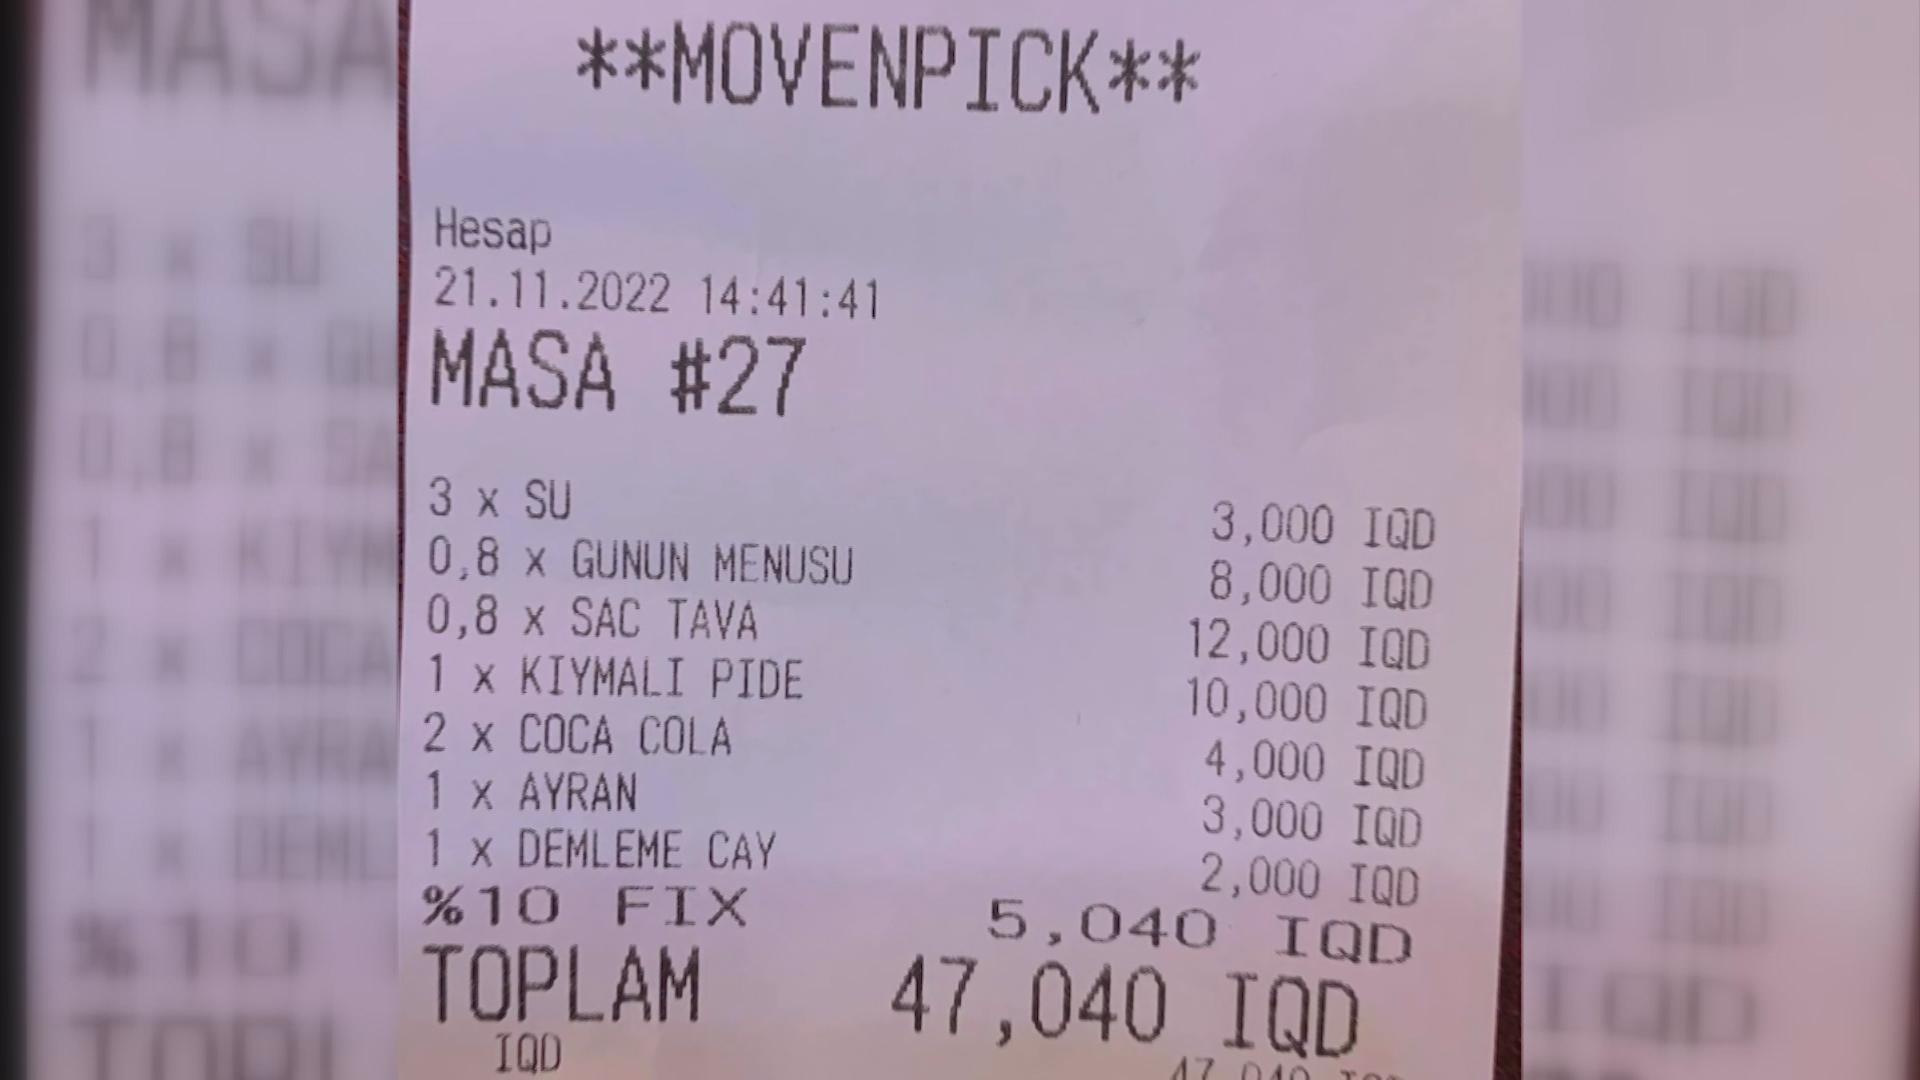 **MOVENPICK**
Hesap
21.11.2022 14:41:41
MASA #27
3 x SU 3,000 IQD
0,8 x GUNUN MENUSU 8,000 IQD
0,8 x SAC TAVA 12,000 IQD
1 x KIYMALI PIDE 10,000 IQD
2 x COCA COLA 4,000 IQD
1 x AYRAN 3,000 IQD
1 x DEMLEME CAY 2,000 IQD
%10 FIX 5,040 IQD
TOPLAM 47,040 IQD
IQD 47,040 IQD